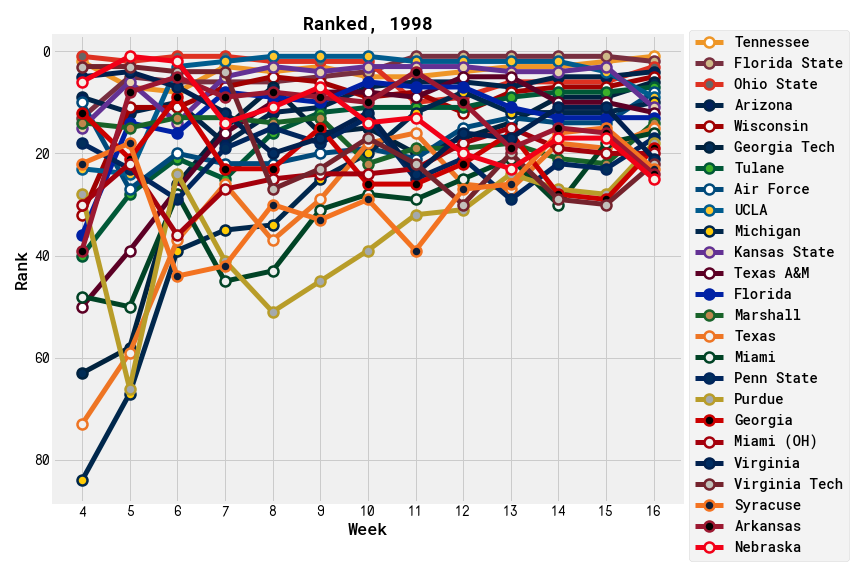 Ranked, 1998
Rank
0
20
40
60
80
4 5 6 7 8 9 10 11 12 13 14 15 16
Week
Tennessee
Florida State
Ohio State
Arizona
Wisconsin
Georgia Tech
Tulane
Air Force
UCLA
Michigan
Kansas State
Texas A&M
Florida
Marshall
Texas
Miami
Penn State
Purdue
Georgia
Miami (OH)
Virginia
Virginia Tech
Syracuse
Arkansas
Nebraska